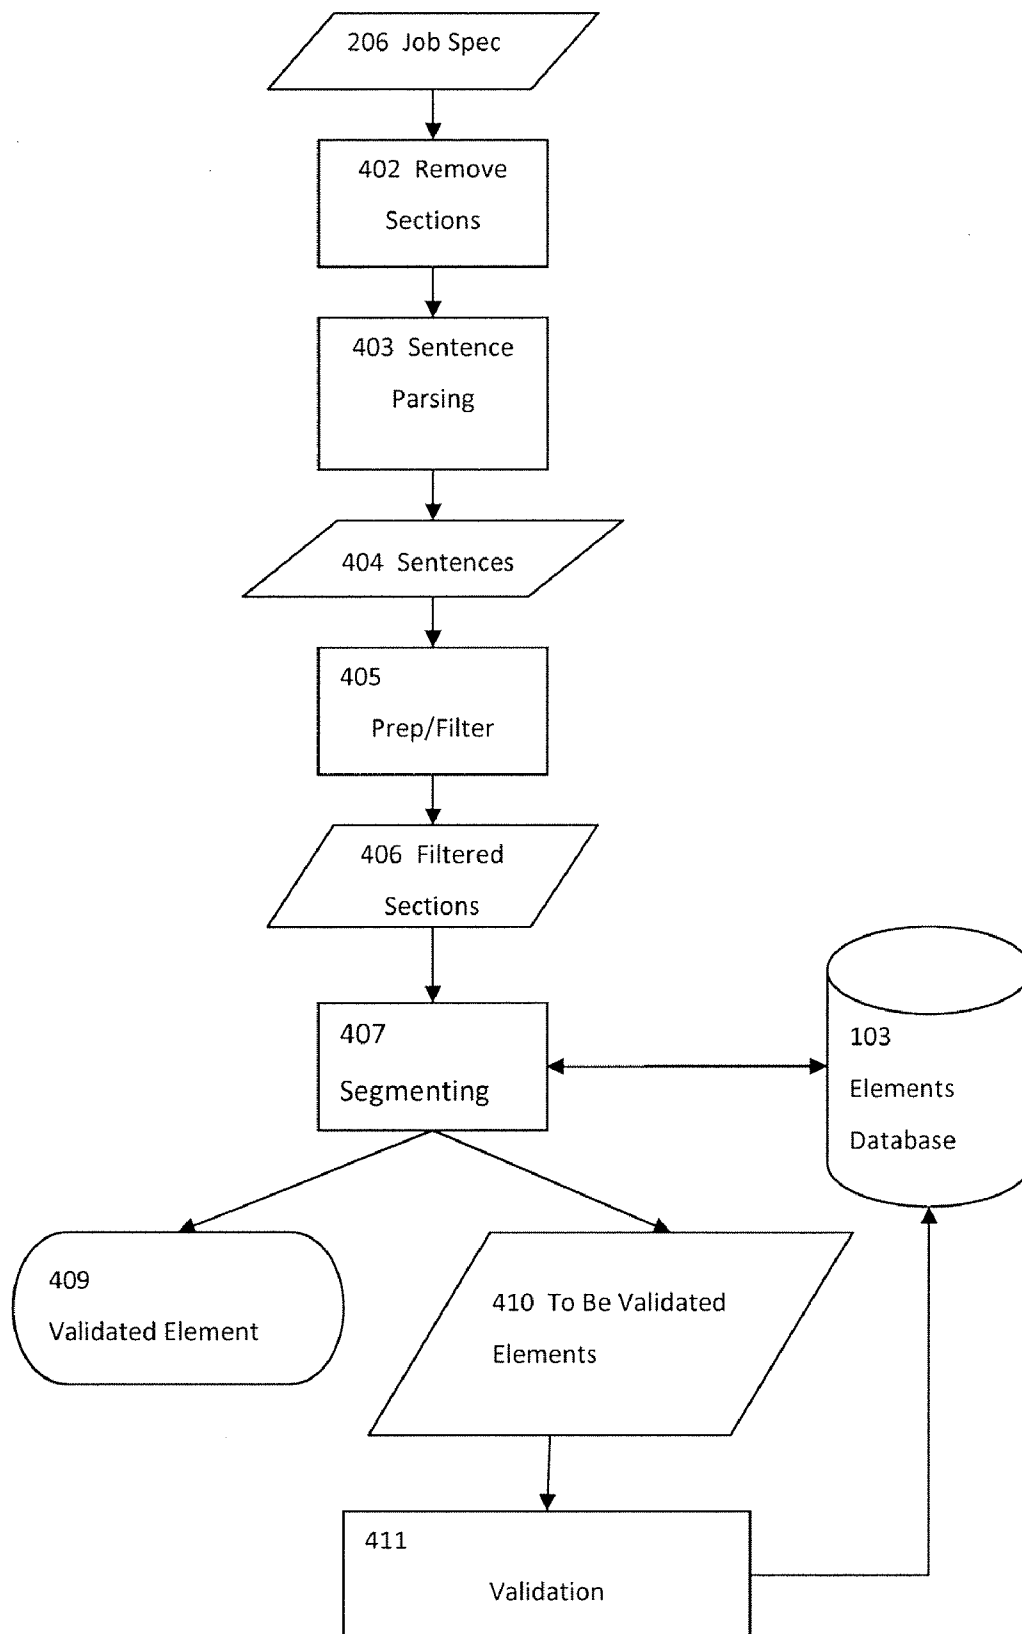 206 Job Spec
402 Remove
Sections
403 Sentence
Parsing
404 Sentences
405
Prep/Filter
406 Filtered
Sections
407
Segmenting
103
Elements
Database
409
Validated Element
410 To Be Validated
Elements
411
Validation